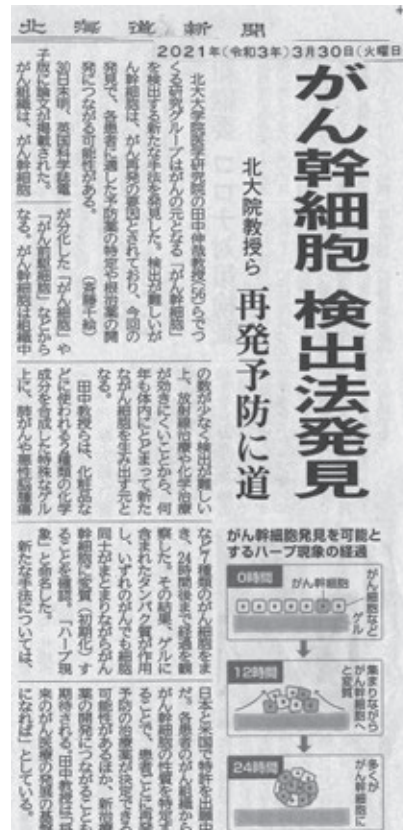 北海道新聞
2021年(令和3年)3月30日(火曜日
がん幹細胞 検出法発見
北大院教授ら 再発予防に道
北大大学院医学研究院の田中伸哉教授(56)らでつ
くる研究グループはがんの元となる「がん幹細胞」
を検出する新たな手法を発見した。検出が難しいが
ん幹細胞は、がん再発の要因とされており、今回の
発見で、各患者に適した予防薬の特定や根治薬の開
発につながる可能性がある。 (斎藤千絵)
30日未明、英国科学誌電
子版に論文が掲載された。
がん組織は、がん幹細胞
が分化した「がん細胞」や
「がん前駆細胞」などから
なる。がん幹細胞は組織中
の数が少なく検出が難しい
上、放射線治療や化学治療
が効きにくいことから、何
年も体内にとどまって新た
ながん細胞を生み出す元と
なる。
田中教授らは、化粧品な
どに使われる2種類の化学
成分を合成した特殊なゲル
上に、肺がんや悪性脳腫瘍
など7種類のがん細胞をま
き、24時間後まで経過を観
察した。その結果、ゲルに
含まれたタンパク質が作用
し、いずれのがんでも細胞
同士がまとまりながらがん
幹細胞に変質(初期化)す
ることを確認。「ハープ現
象」と命名した。
新たな手法については、
日本と米国で特許を出願中
だ。各患者のがん組織から
がん幹細胞の性質を特定す
ることで、患者ごとに再発
予防の治療薬が決定できる
可能性があるほか、新治療
薬の開発につながることも
期待される。田中教授は「将
来のがん医療の発展の基盤
になれば」としている。
がん幹細胞発見を可能と
するハープ現象の経過
0時間
がん幹細胞
がん細胞など
ゲル
12時間
集まりながら
がん幹細胞へ
と変質
24時間
多くが
がん幹細胞に